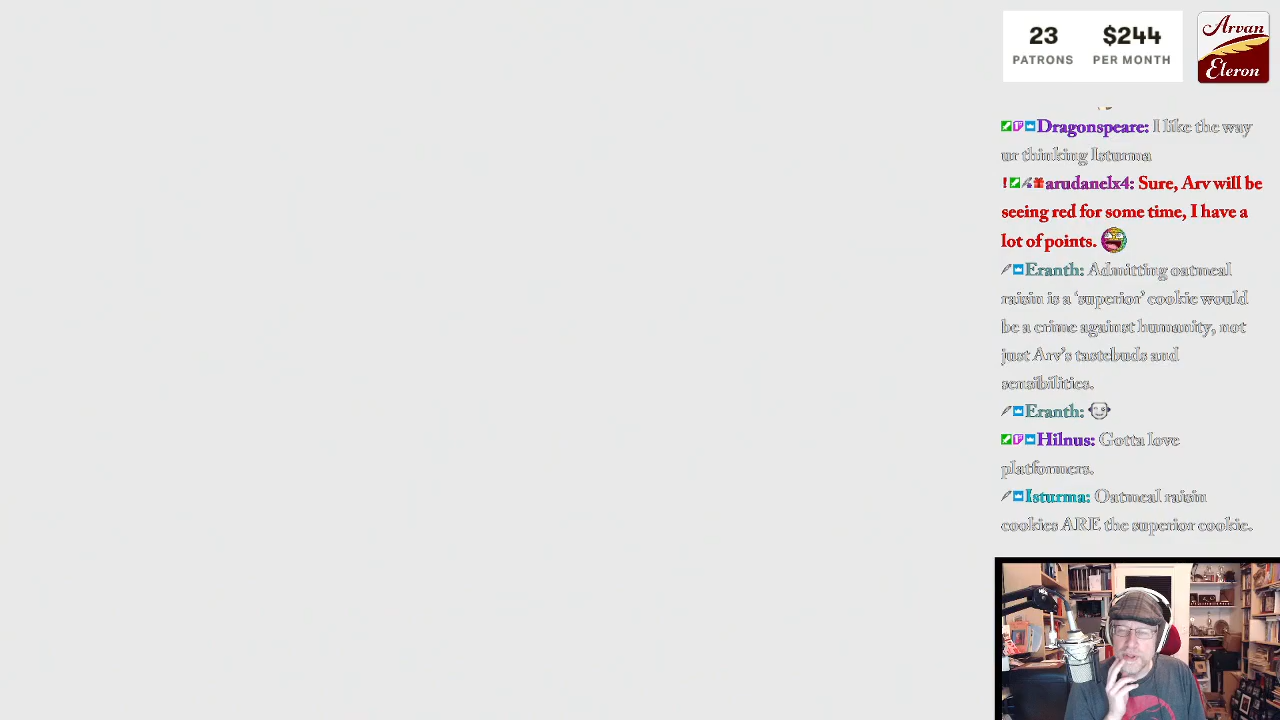 23
PATRONS
$244
PER MONTH
Arvan
Eleron
Dragonspeare: I like the way
ur thinking Isturma
arudanelx4: Sure, Arv will be
seeing red for some time, I have a
lot of points.
Eranth: Admitting oatmeal
raisin is a ‘superior’ cookie would
be a crime against humanity, not
just Arv’s tastebuds and
sensibilities.
Eranth:
Hilnus: Gotta love
platformers.
Isturma: Oatmeal raisin
cookies ARE the superior cookie.